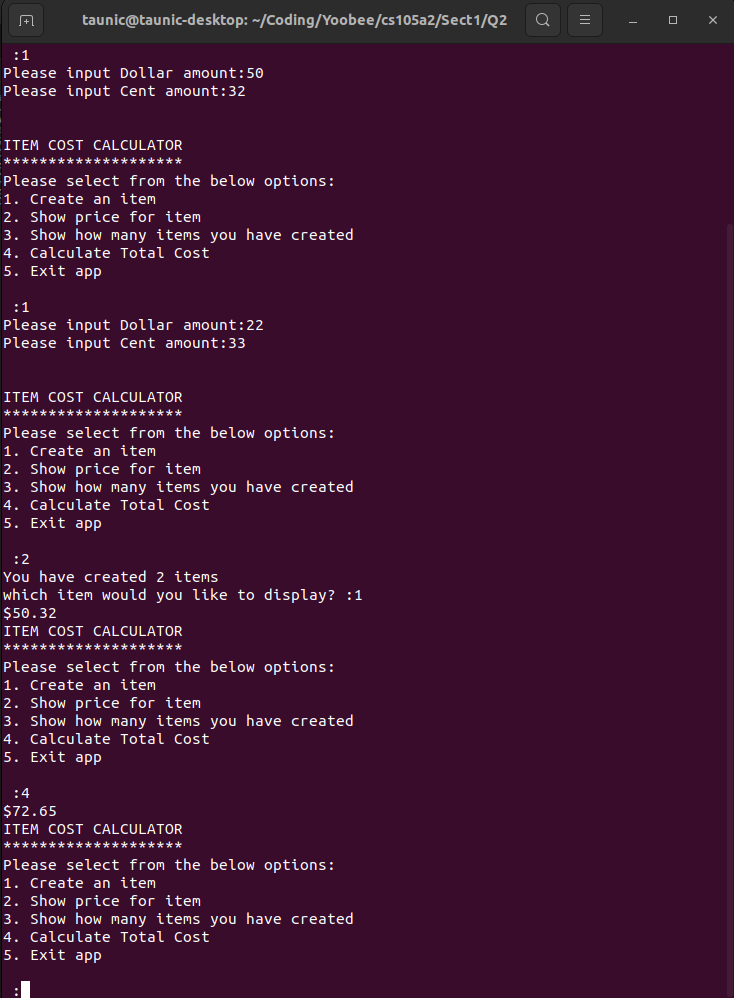 taunic@taunic-desktop: ~/Coding/Yoobee/cs105a2/Sect1/Q2
:1
Please input Dollar amount:50
Please input Cent amount:32
ITEM COST CALCULATOR
********************
Please select from the below options:
1. Create an item
2. Show price for item
3. Show how many items you have created
4. Calculate Total Cost
5. Exit app
:1
Please input Dollar amount:22
Please input Cent amount:33
ITEM COST CALCULATOR
********************
Please select from the below options:
1. Create an item
2. Show price for item
3. Show how many items you have created
4. Calculate Total Cost
5. Exit app
:2
You have created 2 items
which item would you like to display? :1
$50.32
ITEM COST CALCULATOR
********************
Please select from the below options:
1. Create an item
2. Show price for item
3. Show how many items you have created
4. Calculate Total Cost
5. Exit app
:4
$72.65
ITEM COST CALCULATOR
********************
Please select from the below options:
1. Create an item
2. Show price for item
3. Show how many items you have created
4. Calculate Total Cost
5. Exit app
: